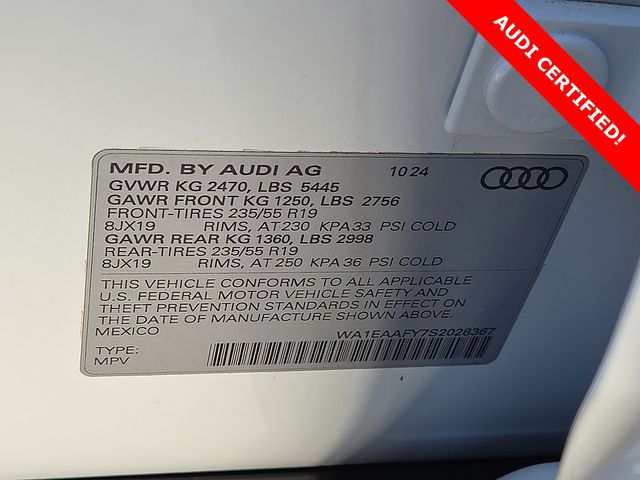 AUDI CERTIFIED!
MFD. BY AUDI AG 10 24
GVWR KG 2470, LBS 5445
GAWR FRONT KG 1250, LBS 2756
FRONT-TIRES 235/55 R19
8JX19 RIMS, AT 230 KPA 33 PSI COLD
GAWR REAR KG 1360, LBS 2998
REAR-TIRES 235/55 R19
8JX19 RIMS, AT 250 KPA 36 PSI COLD
THIS VEHICLE CONFORMS TO ALL APPLICABLE
U.S. FEDERAL MOTOR VEHICLE SAFETY AND
THEFT PREVENTION STANDARDS IN EFFECT ON
THE DATE OF MANUFACTURE SHOWN ABOVE.
MEXICO WA1EAAFY7S2028367
TYPE:
MPV